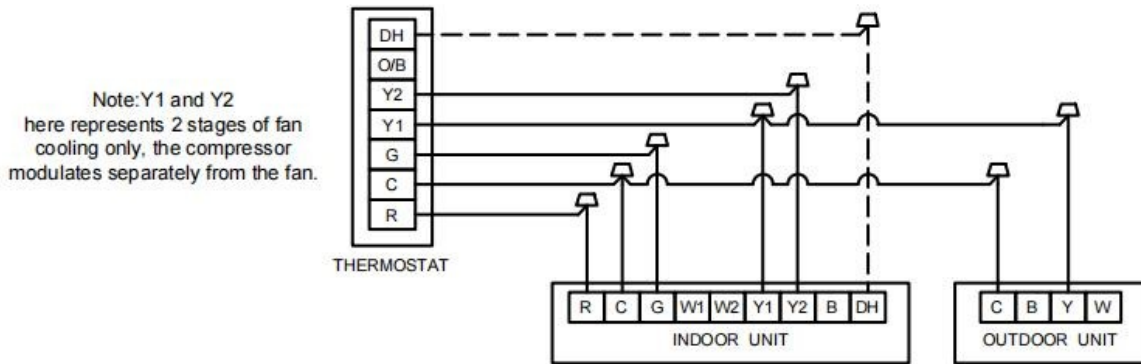 Note:Y1 and Y2
here represents 2 stages of fan
cooling only, the compressor
modulates separately from the fan.
DH
O/B
Y2
Y1
G
C
R
THERMOSTAT
R C G W1 W2 Y1 Y2 B DH
INDOOR UNIT
C B Y W
OUTDOOR UNIT